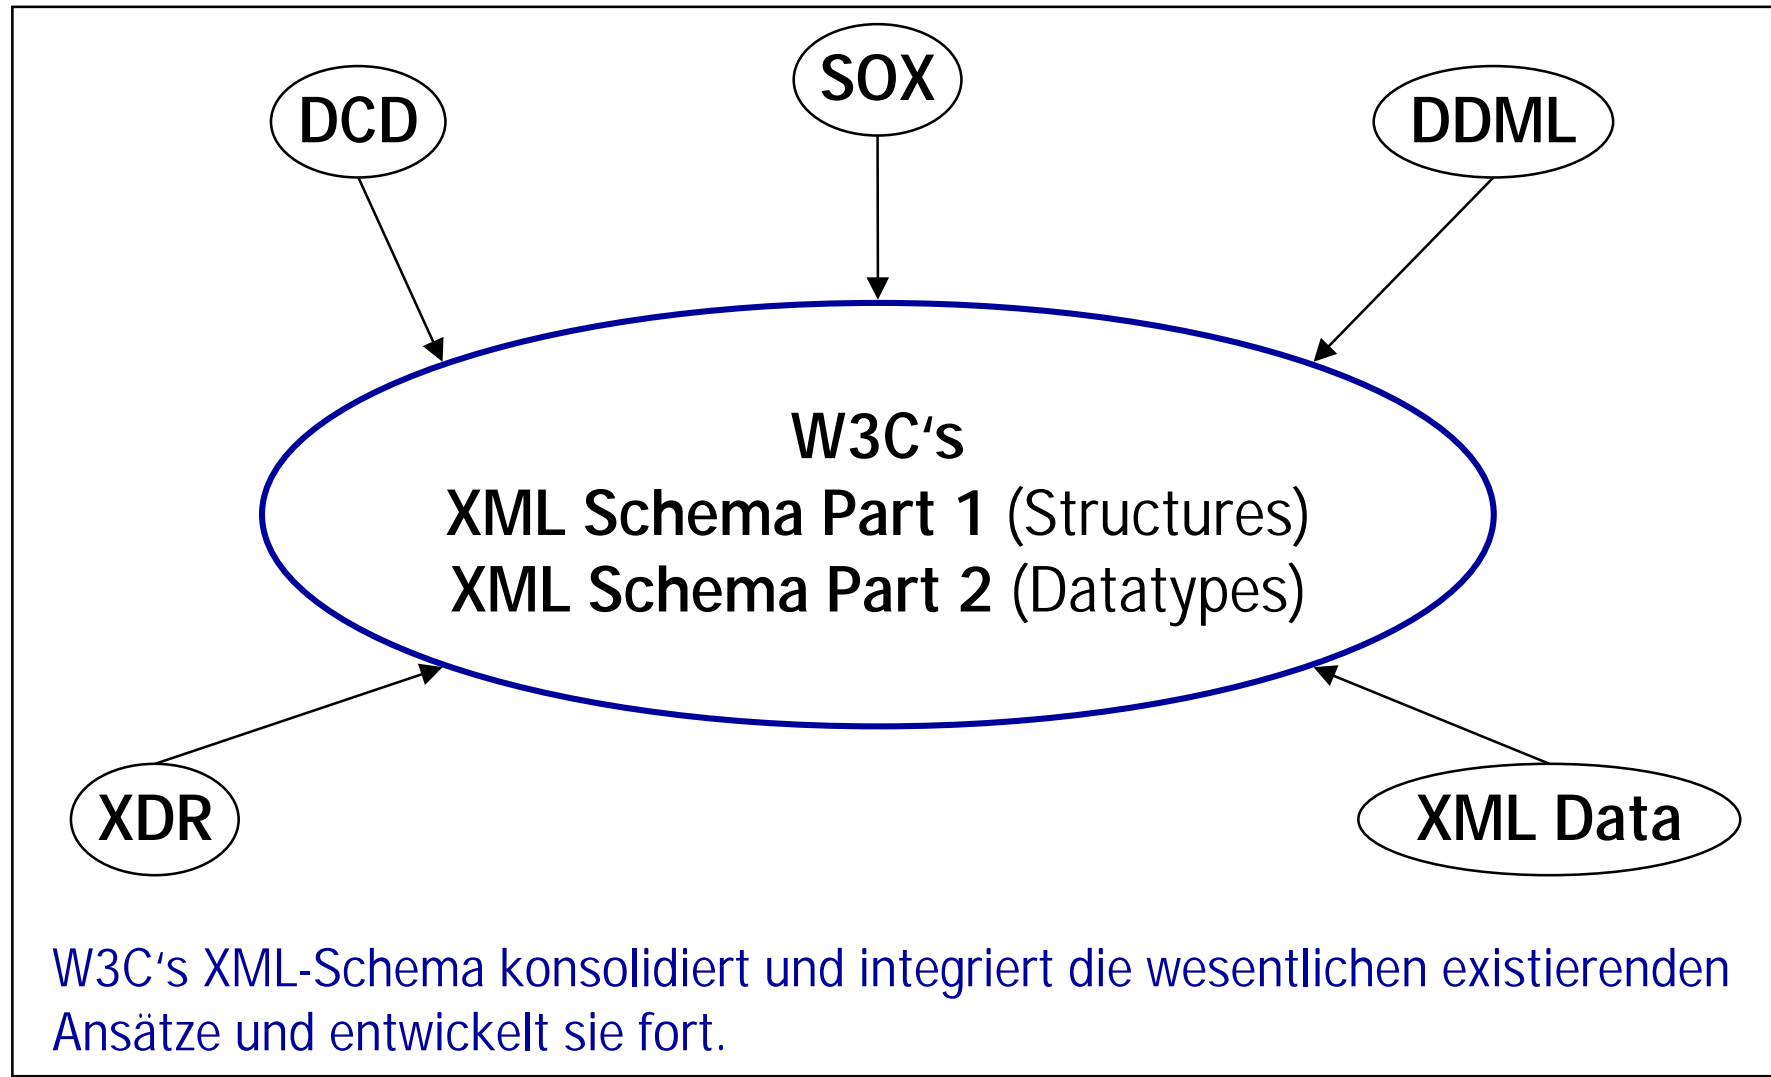 SOX
DCD
DDML
W3C‘s
XML Schema Part 1 (Structures)
XML Schema Part 2 (Datatypes)
XDR
XML Data
W3C‘s XML-Schema konsolidiert und integriert die wesentlichen existierenden
Ansätze und entwickelt sie fort.